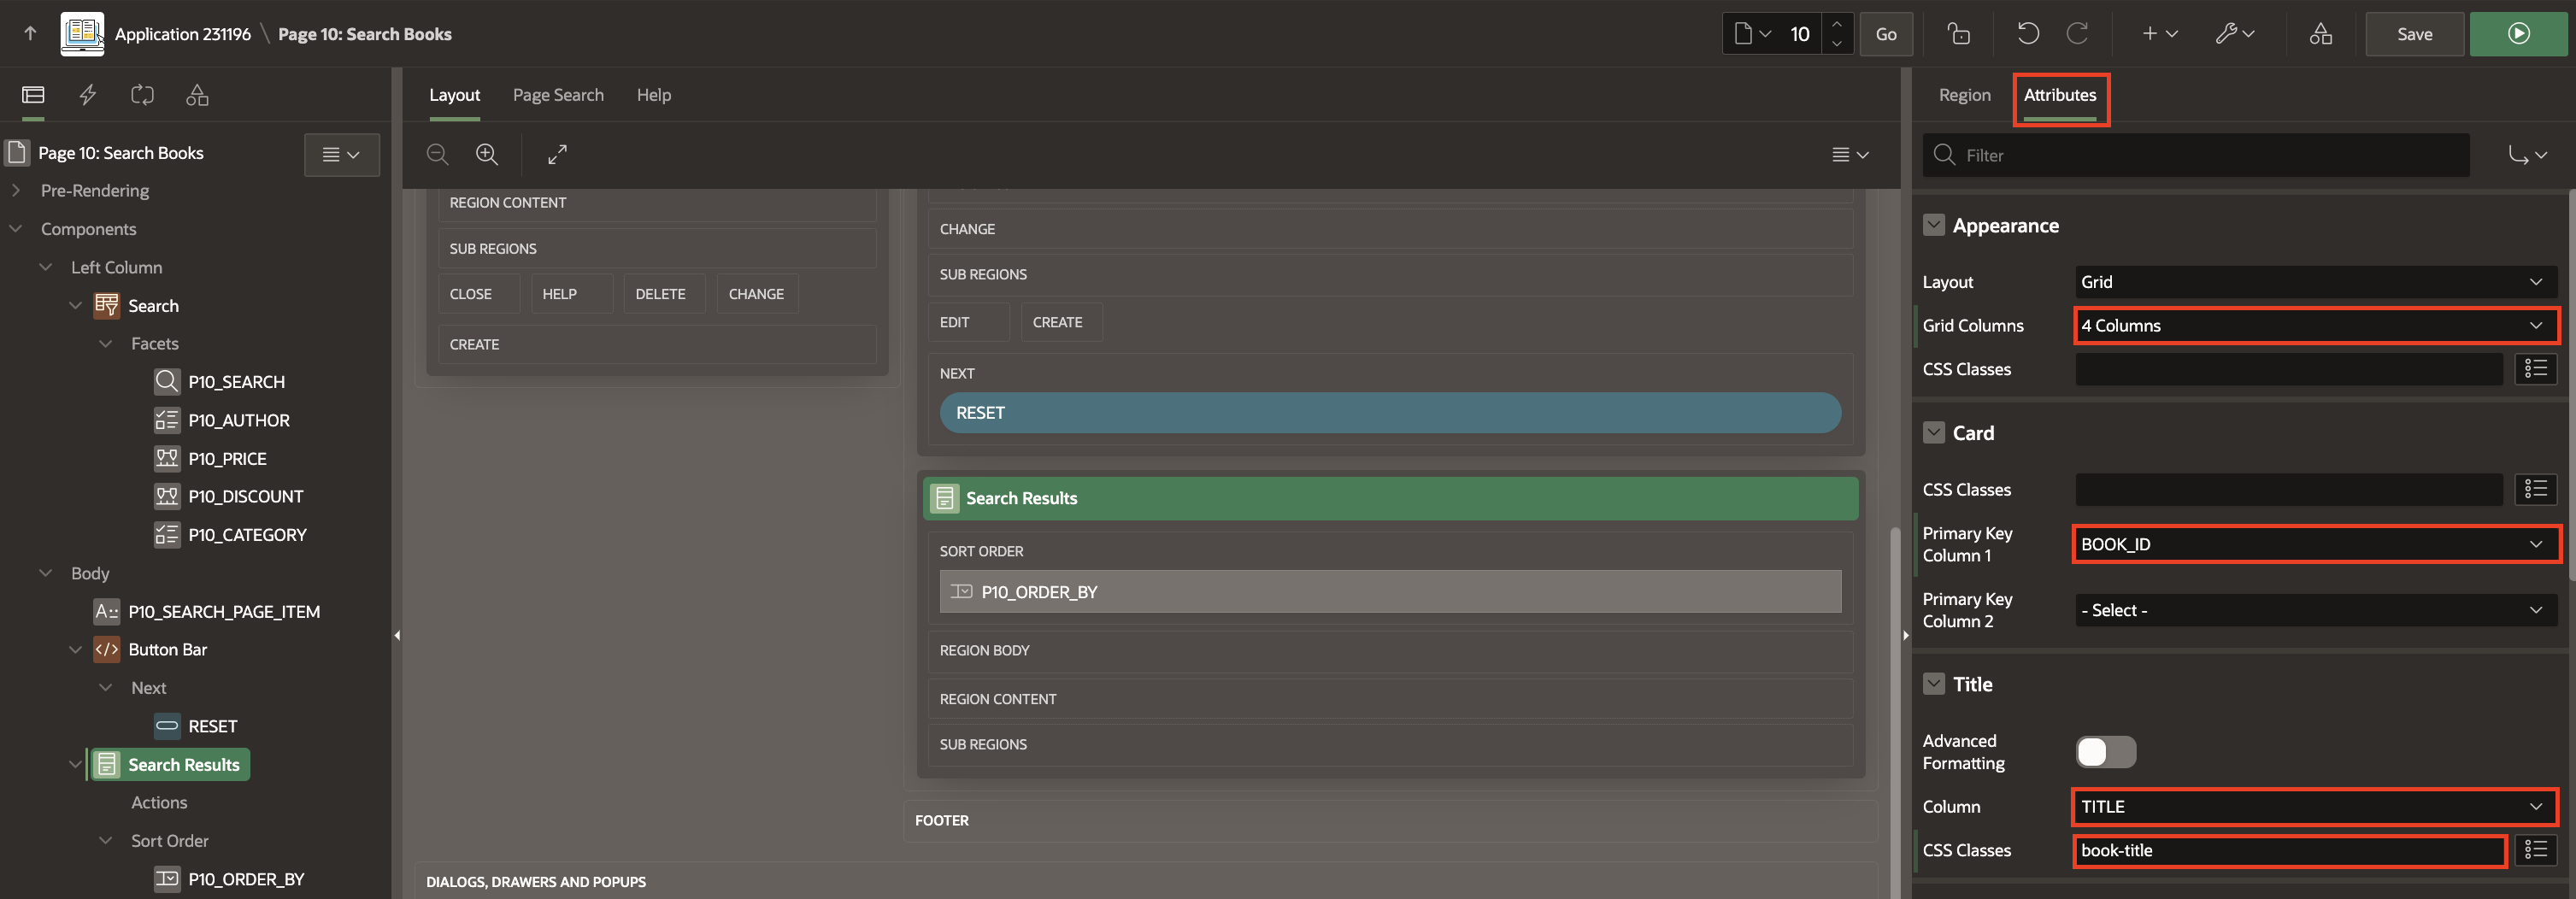 Application 231196 \ Page 10: Search Books
10
Go
Save
Page 10: Search Books
Pre-Rendering
Components
Left Column
Search
Facets
P10_SEARCH
P10_AUTHOR
P10_PRICE
P10_DISCOUNT
P10_CATEGORY
Body
P10_SEARCH_PAGE_ITEM
Button Bar
Next
RESET
Search Results
Actions
Sort Order
P10_ORDER_BY
Layout Page Search Help
REGION CONTENT
SUB REGIONS
CLOSE HELP DELETE CHANGE
CREATE
CHANGE
SUB REGIONS
EDIT CREATE
NEXT
RESET
Search Results
SORT ORDER
P10_ORDER_BY
REGION BODY
REGION CONTENT
SUB REGIONS
FOOTER
DIALOGS, DRAWERS AND POPUPS
Region Attributes
Filter
Appearance
Layout Grid
Grid Columns 4 Columns
CSS Classes
Card
CSS Classes
Primary Key
Column 1 BOOK_ID
Primary Key
Column 2 - Select -
Title
Advanced
Formatting
Column TITLE
CSS Classes book-title